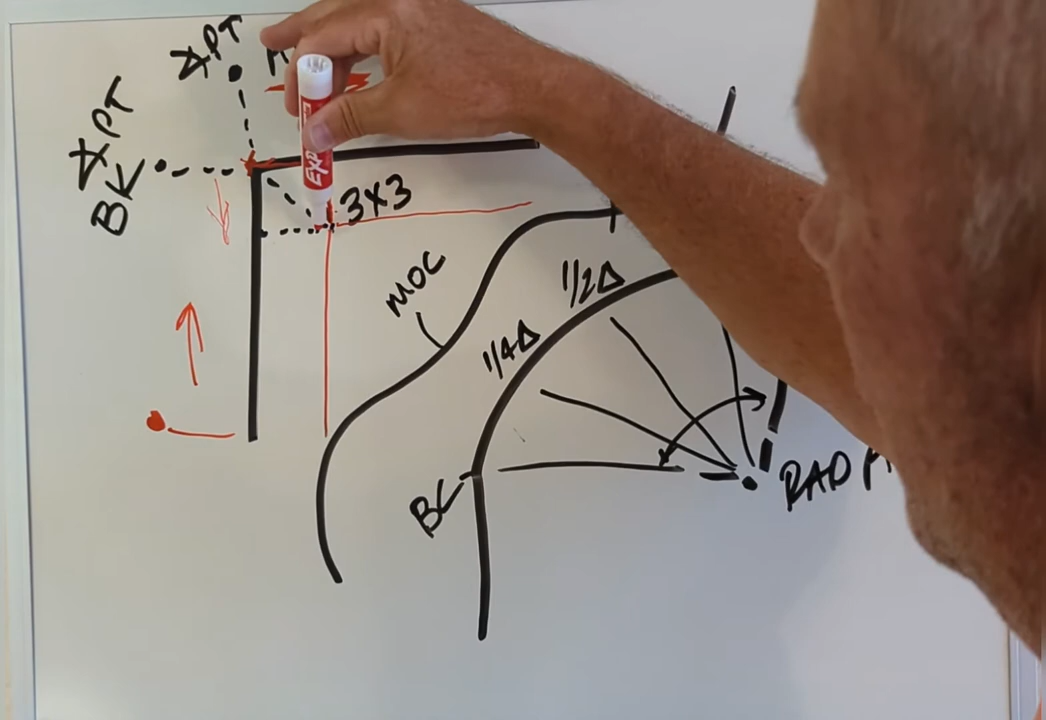 ∠PT
∠PT
BK
3X3
MOC
1/2Δ
1/4Δ
BC
RAD
EXPO